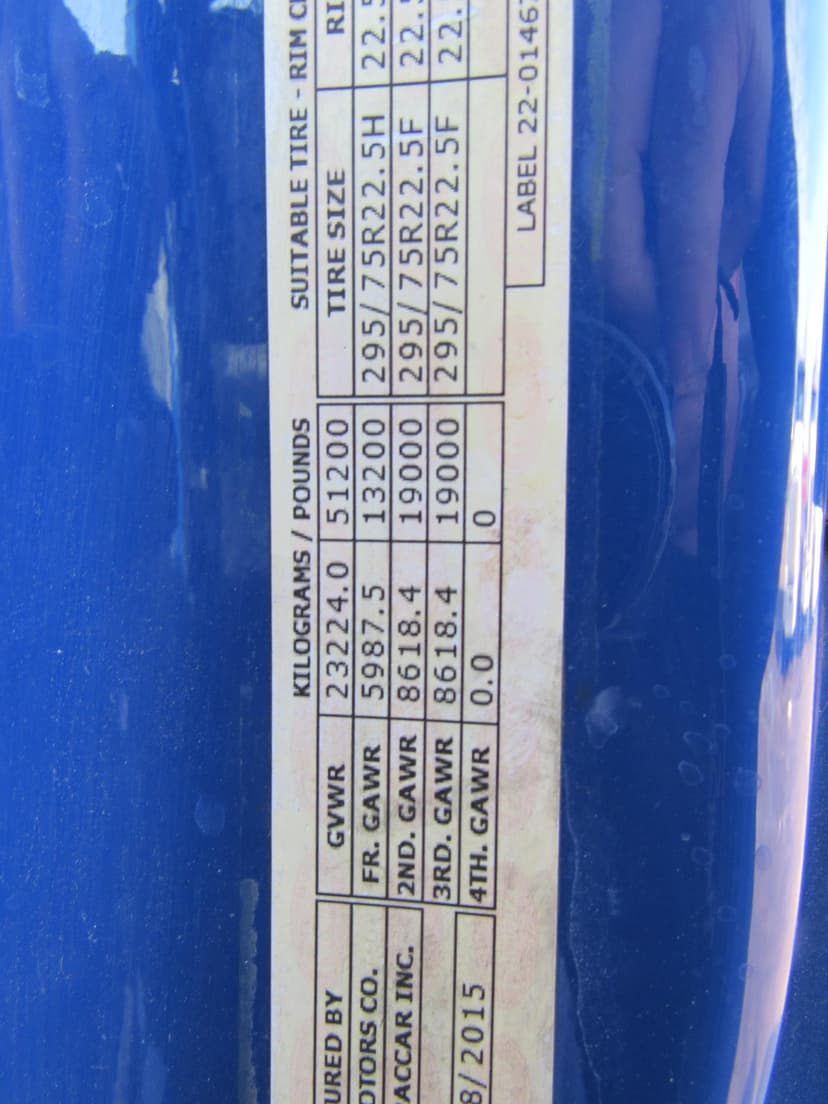 KILOGRAMS / POUNDS SUITABLE TIRE - RIM
URED BY GVWR 23224.0 51200 TIRE SIZE RI
OTORS CO. FR. GAWR 5987.5 13200 295/75R22.5H 22.5
ACCAR INC. 2ND. GAWR 8618.4 19000 295/75R22.5F 22.
3RD. GAWR 8618.4 19000 295/75R22.5F 22.
8/2015 4TH. GAWR 0.0 0
LABEL 22-0146